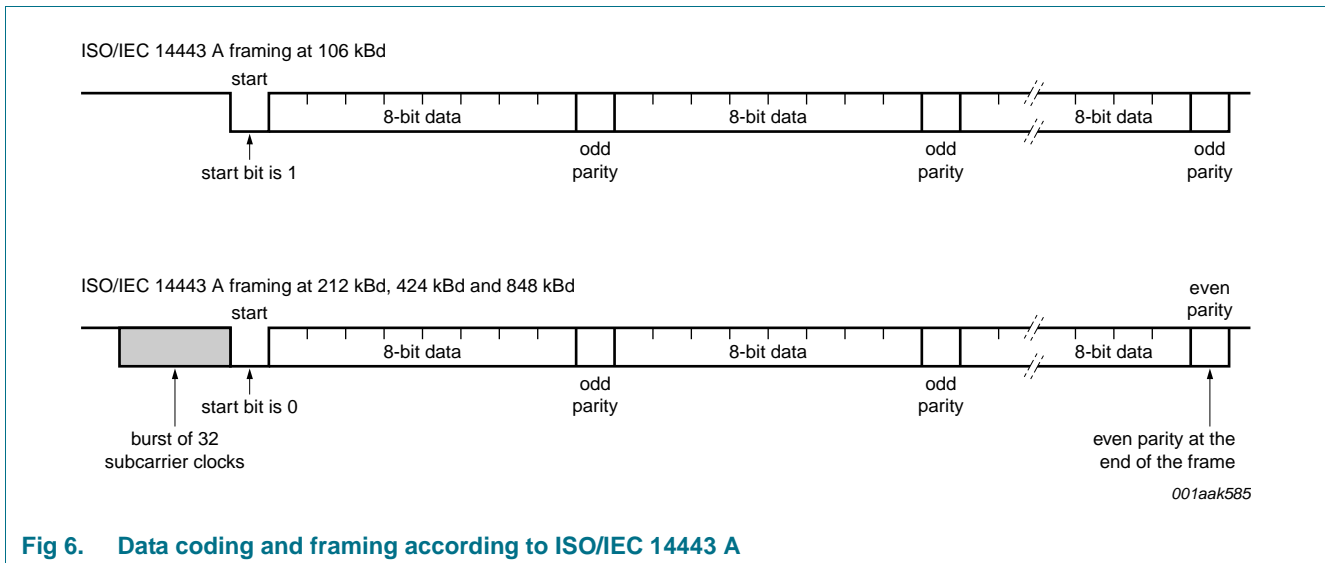 ISO/IEC 14443 A framing at 106 kBd
start
8-bit data
8-bit data
8-bit data
start bit is 1
odd
parity
odd
parity
odd
parity
ISO/IEC 14443 A framing at 212 kBd, 424 kBd and 848 kBd
start
even
parity
8-bit data
8-bit data
8-bit data
start bit is 0
odd
parity
odd
parity
burst of 32
subcarrier clocks
even parity at the
end of the frame
001aak585
Fig 6. Data coding and framing according to ISO/IEC 14443 A